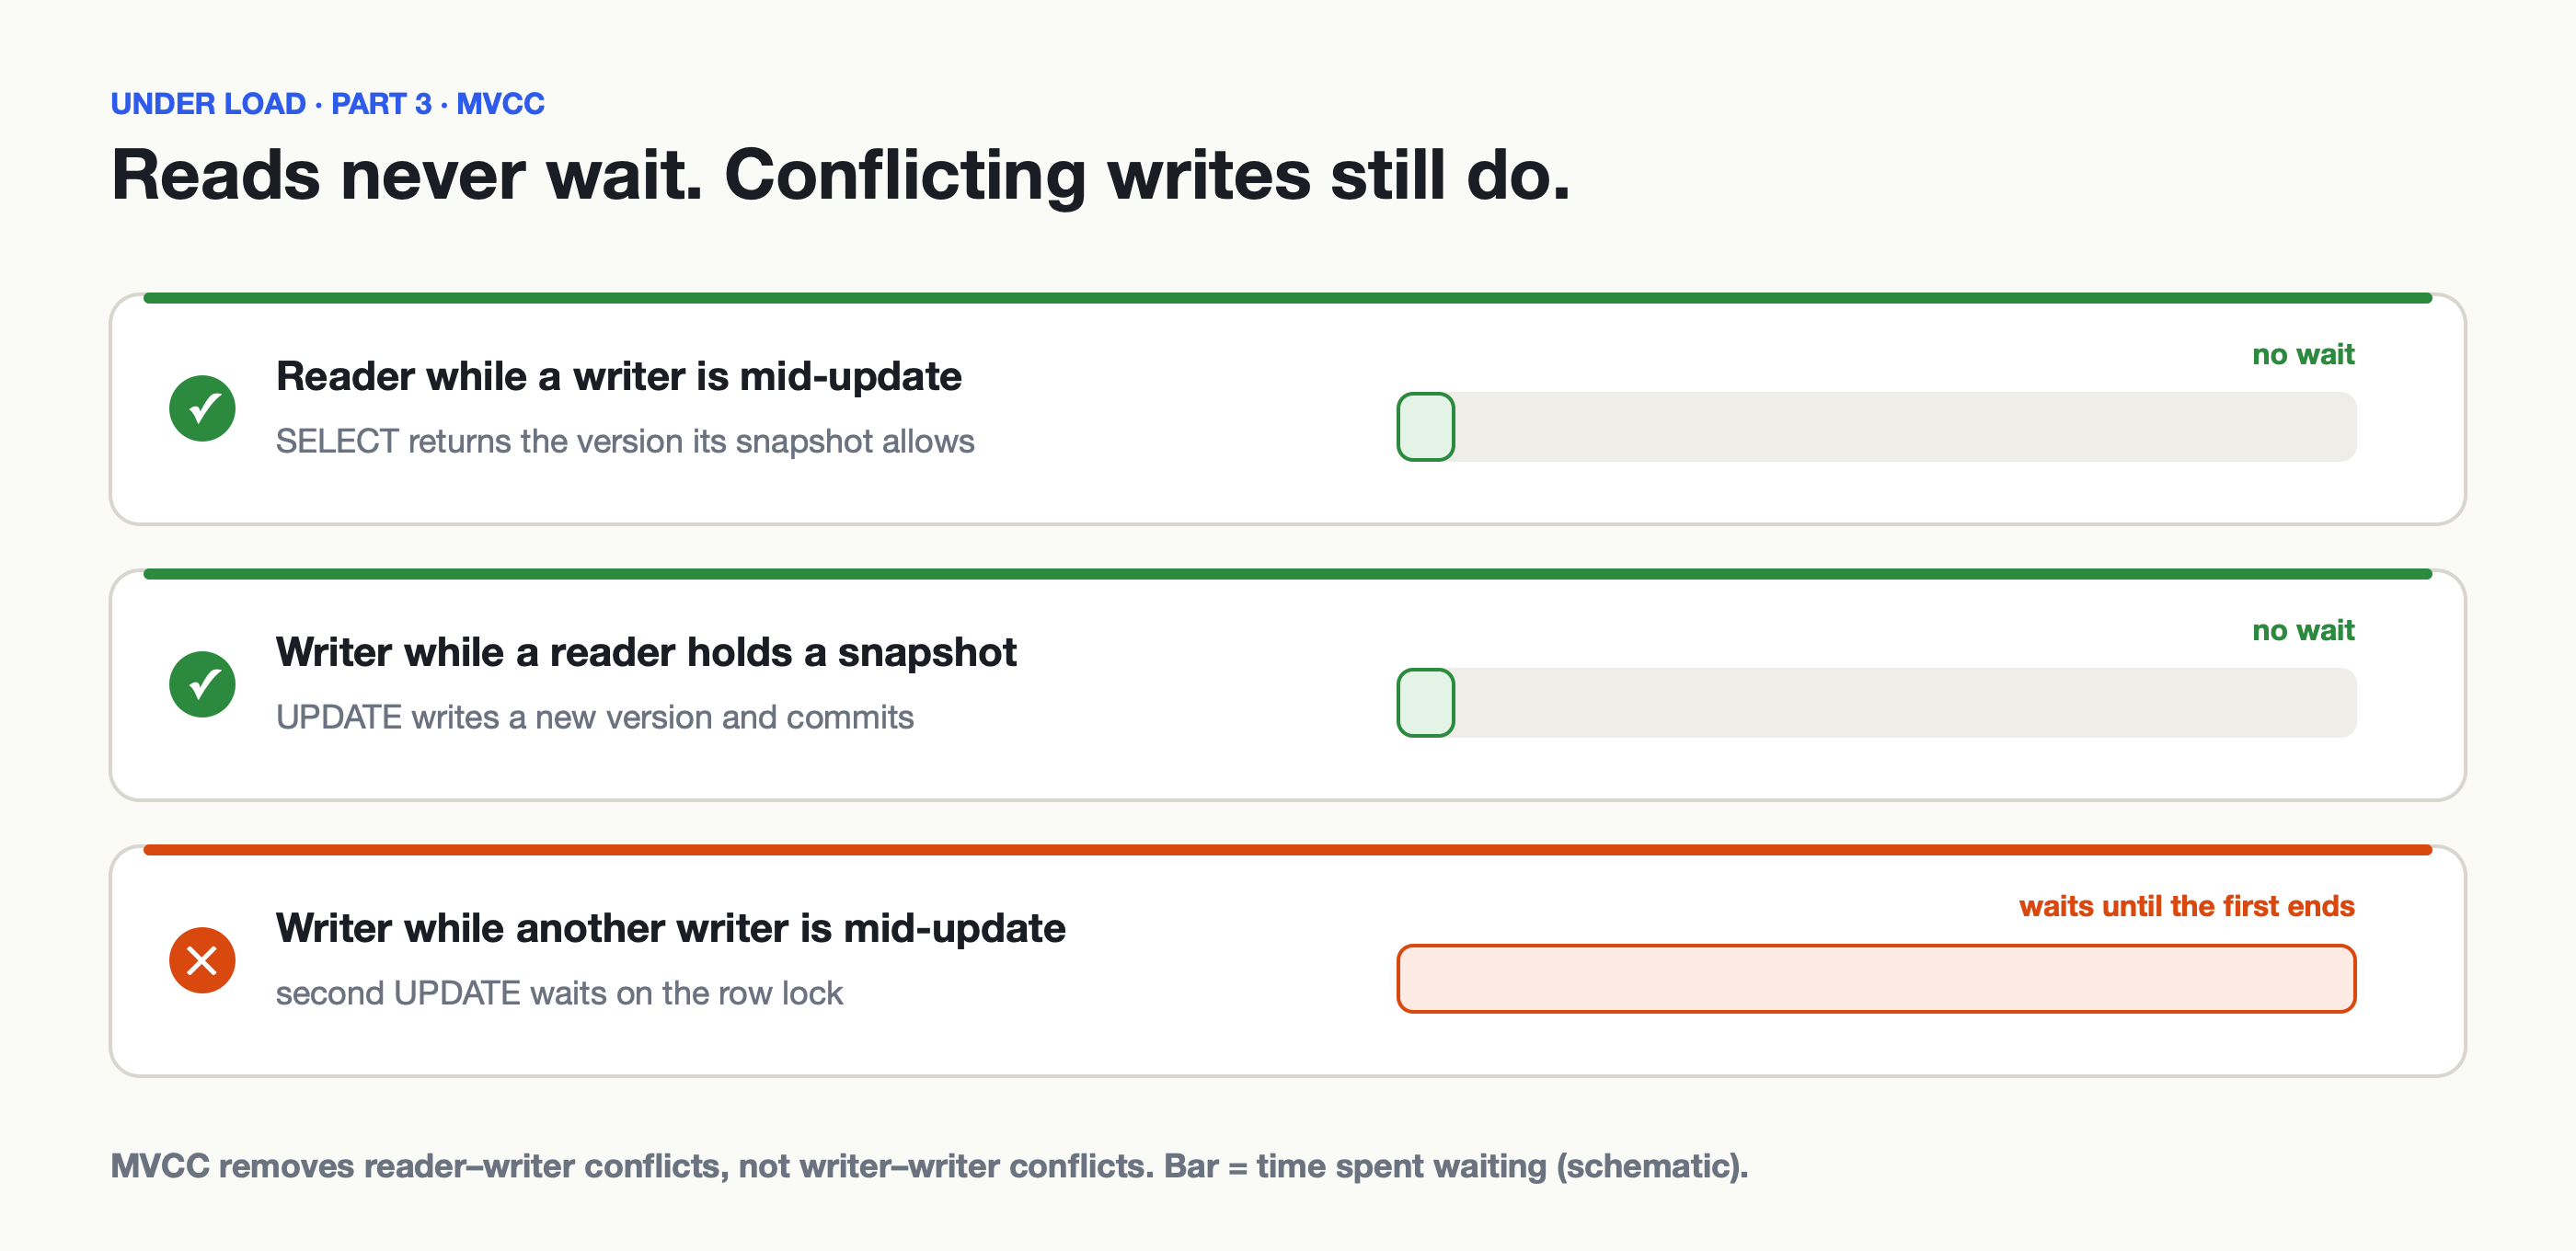 UNDER LOAD · PART 3 · MVCC
Reads never wait. Conflicting writes still do.
Reader while a writer is mid-update
SELECT returns the version its snapshot allows
no wait
Writer while a reader holds a snapshot
UPDATE writes a new version and commits
no wait
Writer while another writer is mid-update
second UPDATE waits on the row lock
waits until the first ends
MVCC removes reader–writer conflicts, not writer–writer conflicts. Bar = time spent waiting (schematic).